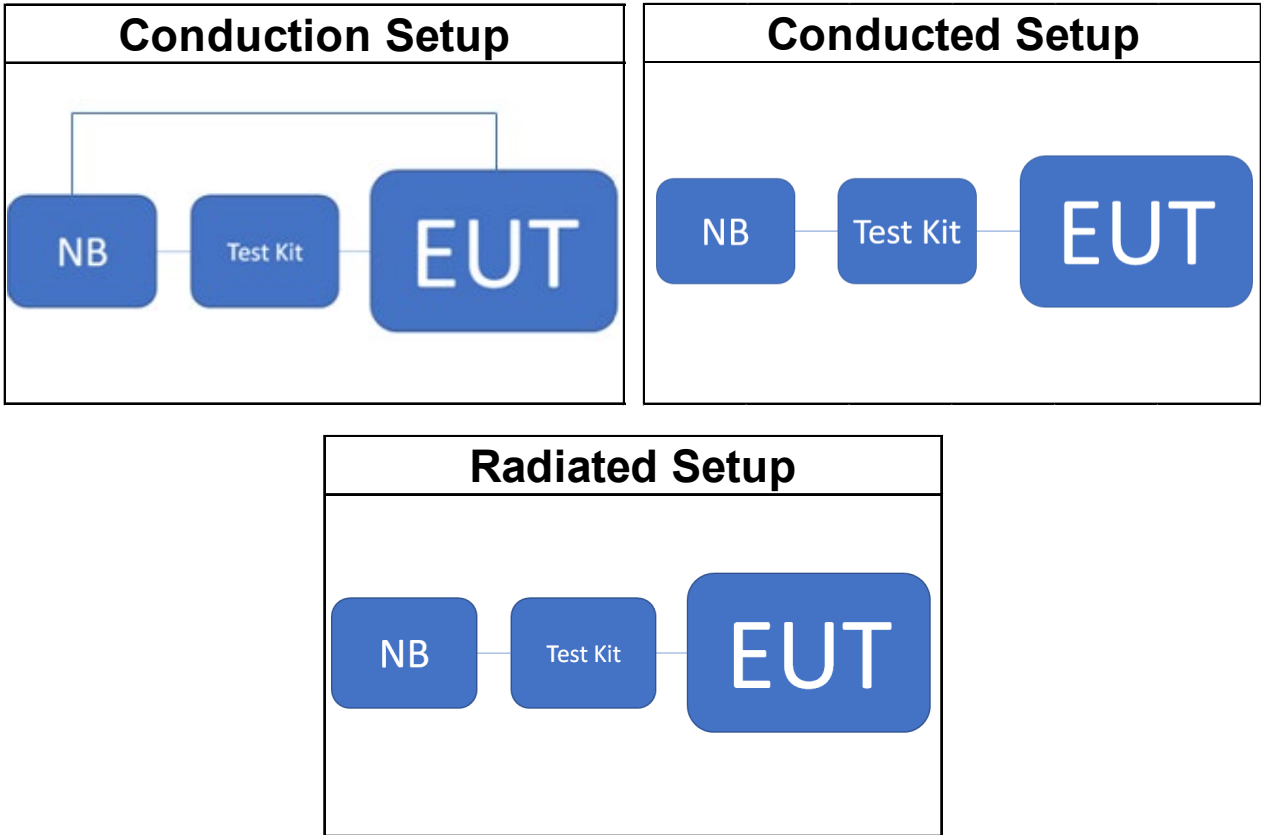 Conduction Setup
NB
Test Kit
EUT
Conducted Setup
NB
Test Kit
EUT
Radiated Setup
NB
Test Kit
EUT